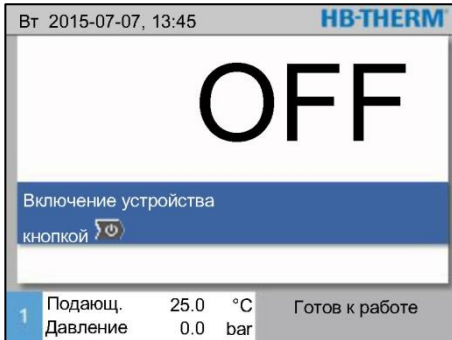 Вт 2015-07-07, 13:45 HB-THERM
OFF
Включение устройства
кнопкой
1 Подающ. 25.0 °C Готов к работе
Давление 0.0 bar